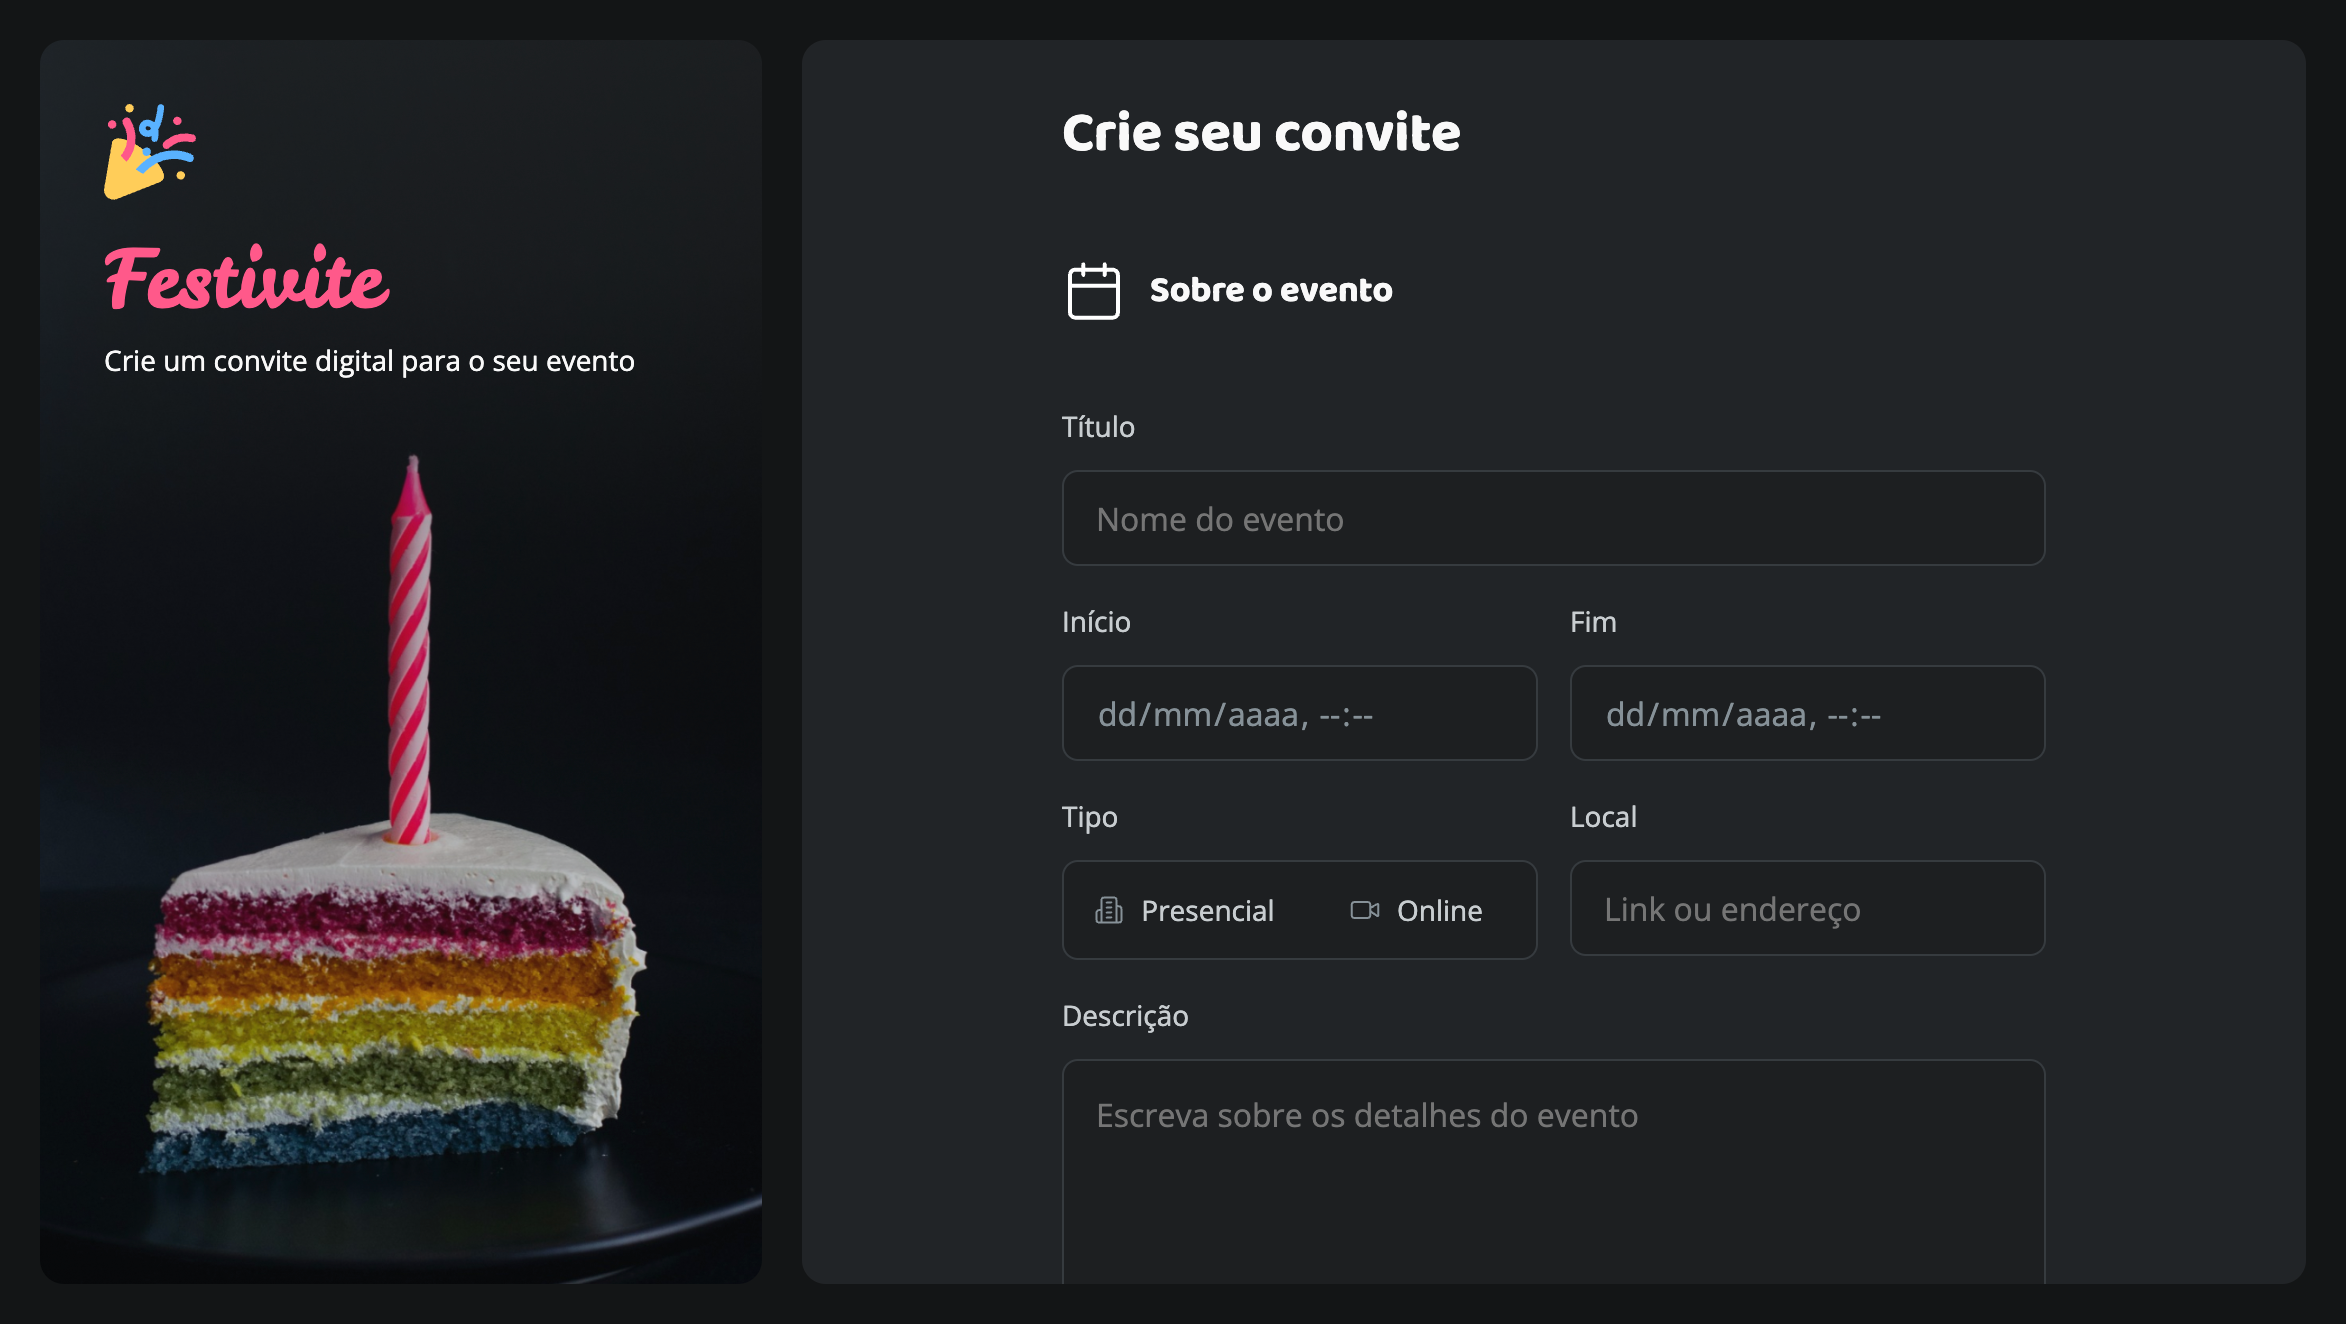 Festivite
Crie um convite digital para o seu evento
Crie seu convite
Sobre o evento
Título
Nome do evento
Início
Fim
dd/mm/aaaa, --:--
dd/mm/aaaa, --:--
Tipo
Local
Presencial
Online
Link ou endereço
Descrição
Escreva sobre os detalhes do evento